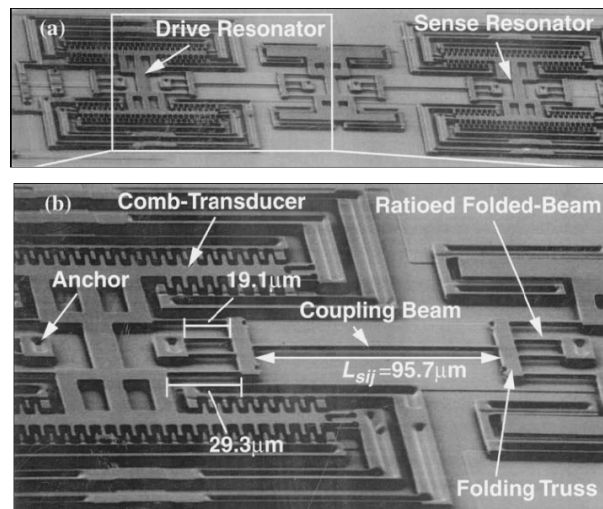 (a)
Drive Resonator
Sense Resonator
(b)
Comb-Transducer
Ratioed Folded-Beam
19.1μm
Anchor
Coupling Beam
Lsij=95.7μm
29.3μm
Folding Truss